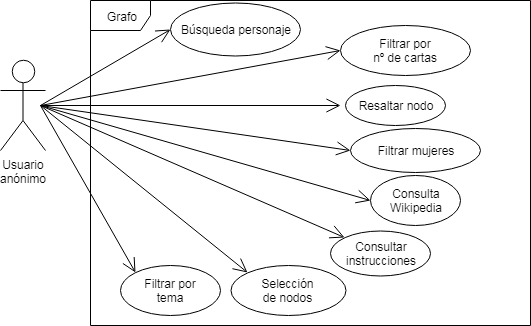 Grafo
Búsqueda personaje
Filtrar por
nº de cartas
Resaltar nodo
Filtrar mujeres
Consulta
Wikipedia
Consultar
instrucciones
Selección
de nodos
Filtrar por
tema
Usuario
anónimo